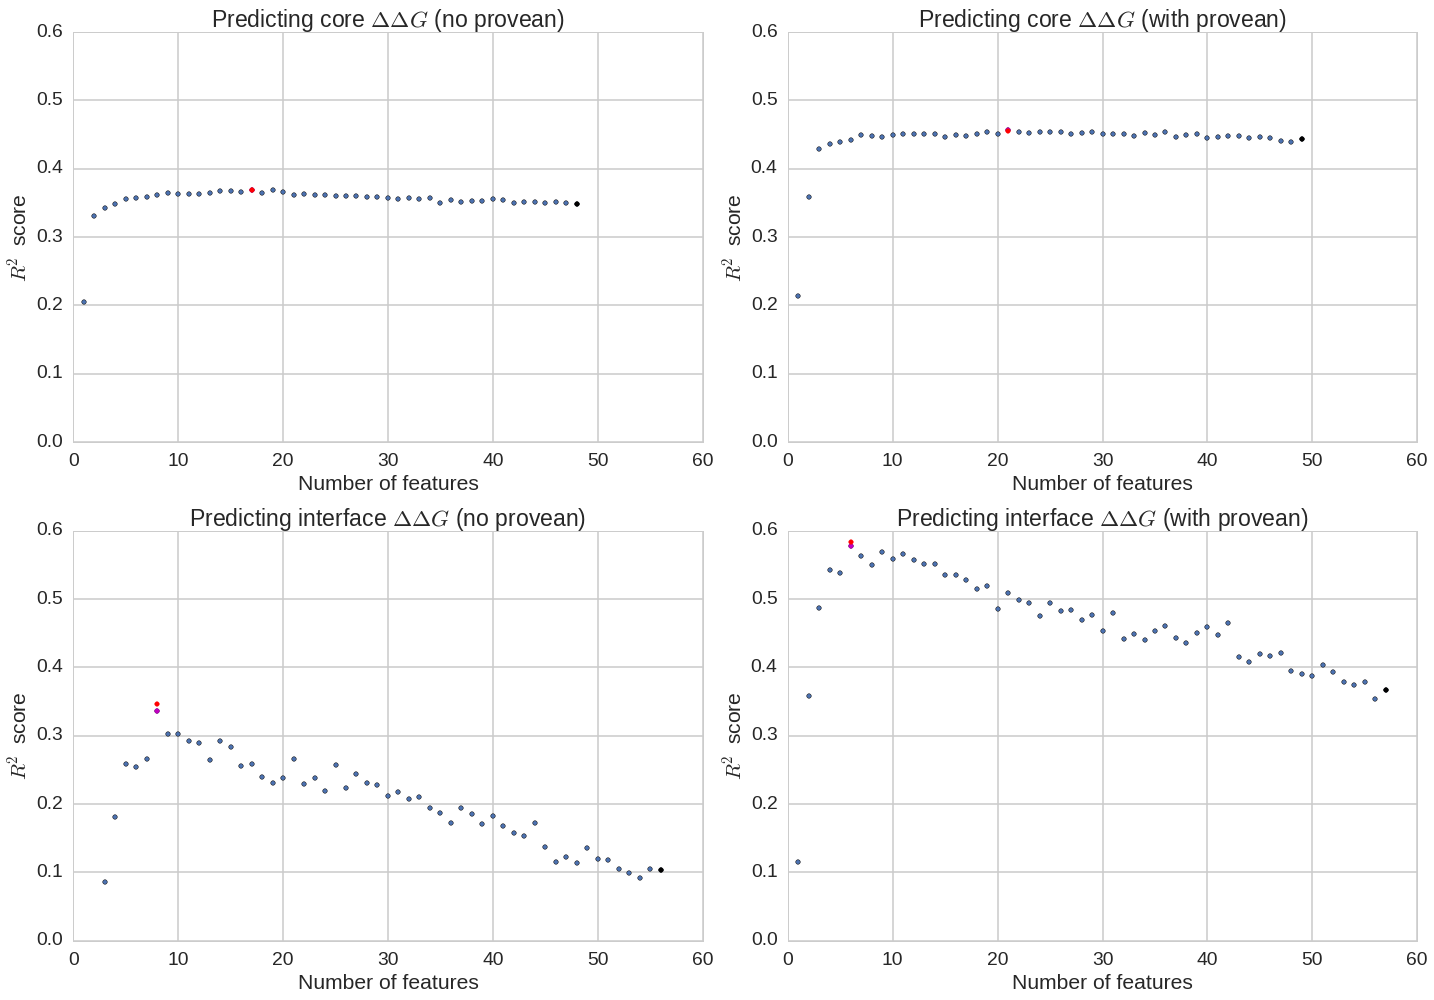 Predicting core ΔΔG (no provean)
0.6
0.5
0.4
0.3
0.2
0.1
0.0
R² score
0 10 20 30 40 50 60
Number of features
Predicting core ΔΔG (with provean)
0.6
0.5
0.4
0.3
0.2
0.1
0.0
R² score
0 10 20 30 40 50 60
Number of features
Predicting interface ΔΔG (no provean)
0.6
0.5
0.4
0.3
0.2
0.1
0.0
R² score
0 10 20 30 40 50 60
Number of features
Predicting interface ΔΔG (with provean)
0.6
0.5
0.4
0.3
0.2
0.1
0.0
R² score
0 10 20 30 40 50 60
Number of features